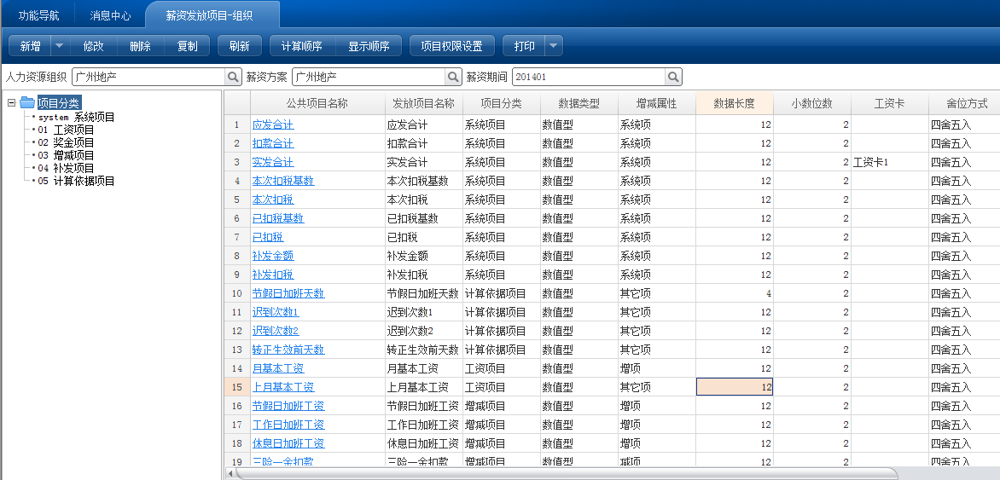 功能导航 消息中心 薪资发放项目-组织
新增 修改 删除 复制 刷新 计算顺序 显示顺序 项目权限设置 打印
人力资源组织 广州地产 薪资方案 广州地产 薪资期间 201401
项目分类
system 系统项目
01 工资项目
02 奖金项目
03 增减项目
04 补发项目
05 计算依据项目
公共项目名称 发放项目名称 项目分类 数据类型 增减属性 数据长度 小数位数 工资卡 舍位方式
1 应发合计 应发合计 系统项目 数值型 系统项 12 2 四舍五入
2 扣款合计 扣款合计 系统项目 数值型 系统项 12 2 四舍五入
3 实发合计 实发合计 系统项目 数值型 系统项 12 2 工资卡1 四舍五入
4 本次扣税基数 本次扣税基数 系统项目 数值型 系统项 12 2 四舍五入
5 本次扣税 本次扣税 系统项目 数值型 系统项 12 2 四舍五入
6 已扣税基数 已扣税基数 系统项目 数值型 系统项 12 2 四舍五入
7 已扣税 已扣税 系统项目 数值型 系统项 12 2 四舍五入
8 补发金额 补发金额 系统项目 数值型 系统项 12 2 四舍五入
9 补发扣税 补发扣税 系统项目 数值型 系统项 12 2 四舍五入
10 节假日加班天数 节假日加班天数 计算依据项目 数值型 其它项 4 2 四舍五入
11 迟到次数1 迟到次数1 计算依据项目 数值型 其它项 12 2 四舍五入
12 迟到次数2 迟到次数2 计算依据项目 数值型 其它项 12 2 四舍五入
13 转正生效前天数 转正生效前天数 计算依据项目 数值型 其它项 12 2 四舍五入
14 月基本工资 月基本工资 工资项目 数值型 增项 12 2 四舍五入
15 上月基本工资 上月基本工资 工资项目 数值型 其它项 12 2 四舍五入
16 节假日加班工资 节假日加班工资 增减项目 数值型 增项 12 2 四舍五入
17 工作日加班工资 工作日加班工资 增减项目 数值型 增项 12 2 四舍五入
18 休息日加班工资 休息日加班工资 增减项目 数值型 增项 12 2 四舍五入
19 三险一金扣款 三险一金扣款 增减项目 数值型 减项 12 2 四舍五入